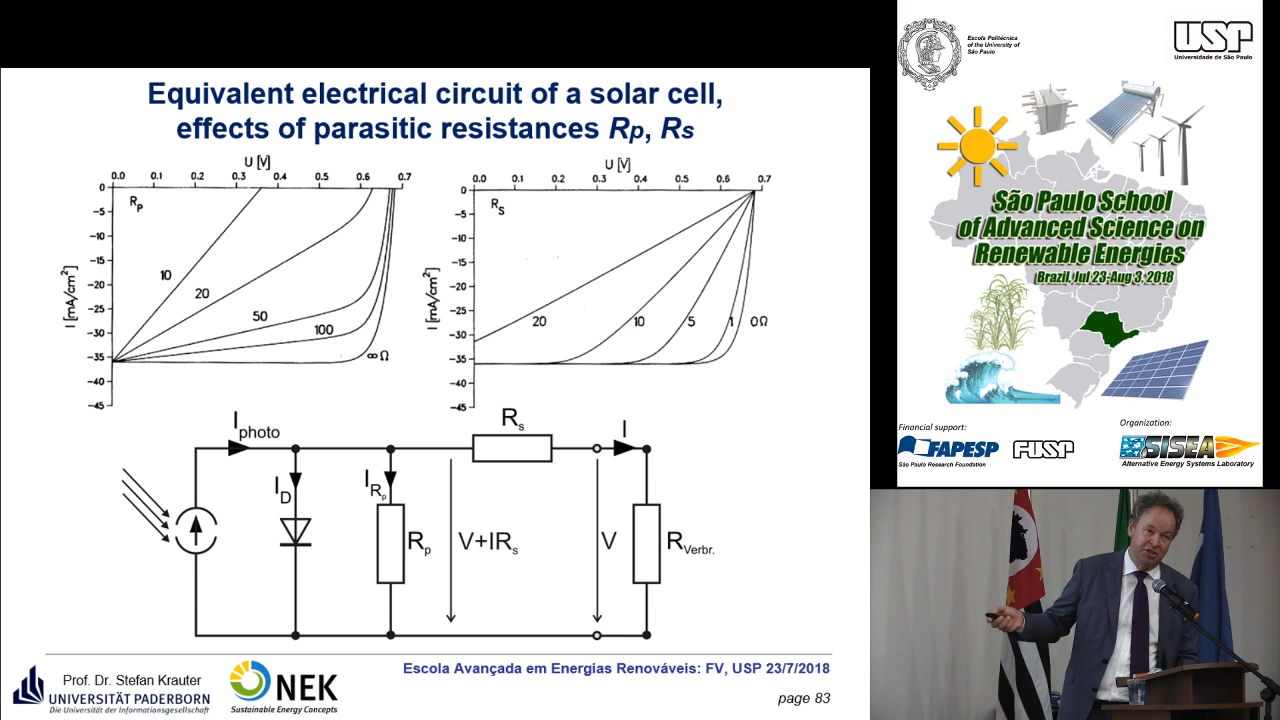 Equivalent electrical circuit of a solar cell,
effects of parasitic resistances Rp, Rs
U [V]
0.0 0.1 0.2 0.3 0.4 0.5 0.6 0.7
0
−5
−10
−15
−20
−25
−30
−35
−40
−45
I [mA/cm²]
RP
10
20
50
100
∞ Ω
U [V]
0.0 0.1 0.2 0.3 0.4 0.5 0.6 0.7
0
−5
−10
−15
−20
−25
−30
−35
−40
−45
I [mA/cm²]
RS
20 10 5 1 0 Ω
Iphoto
ID
IRp
Rp
Rs
V+IRs
V
I
RVerbr.
Prof. Dr. Stefan Krauter
UNIVERSITÄT PADERBORN
Die Universität der Informationsgesellschaft
NEK
Sustainable Energy Concepts
Escola Avançada em Energias Renováveis: FV, USP 23/7/2018
page 83
Escola Politécnica
of the University of
São Paulo
USP
Universidade de São Paulo
São Paulo School
of Advanced Science on
Renewable Energies
Brazil, Jul 23-Aug 3, 2018
Financial support:
FAPESP
São Paulo Research Foundation
FUSP
Organization:
SISEA
Alternative Energy Systems Laboratory